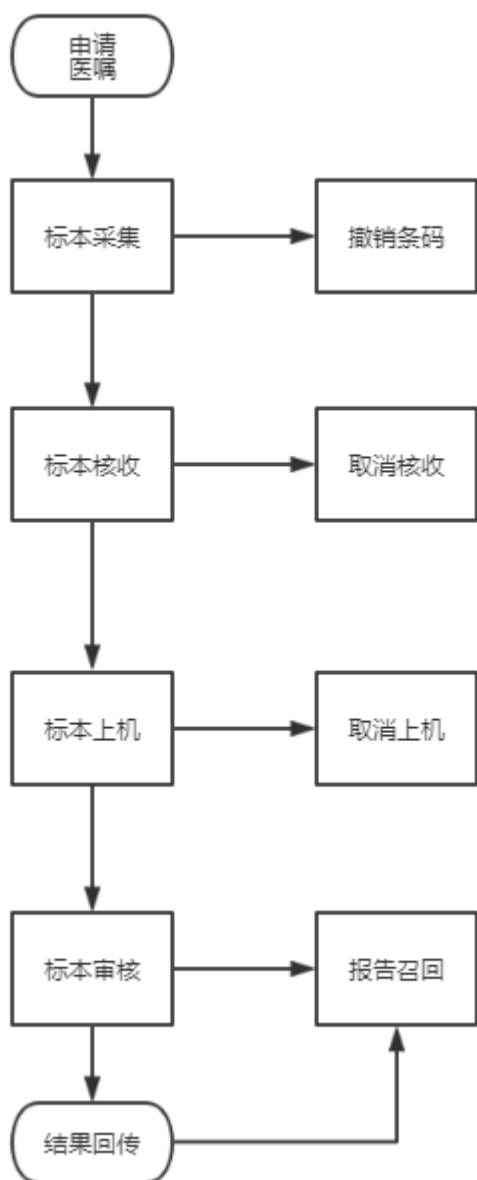 申请
医嘱
标本采集
撤销条码
标本核收
取消核收
标本上机
取消上机
标本审核
报告召回
结果回传